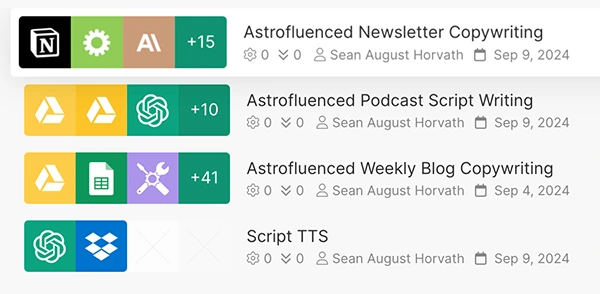 +15
Astrofluenced Newsletter Copywriting
0 0 Sean August Horvath Sep 9, 2024
+10
Astrofluenced Podcast Script Writing
0 0 Sean August Horvath Sep 9, 2024
+41
Astrofluenced Weekly Blog Copywriting
0 0 Sean August Horvath Sep 4, 2024
Script TTS
0 0 Sean August Horvath Sep 9, 2024